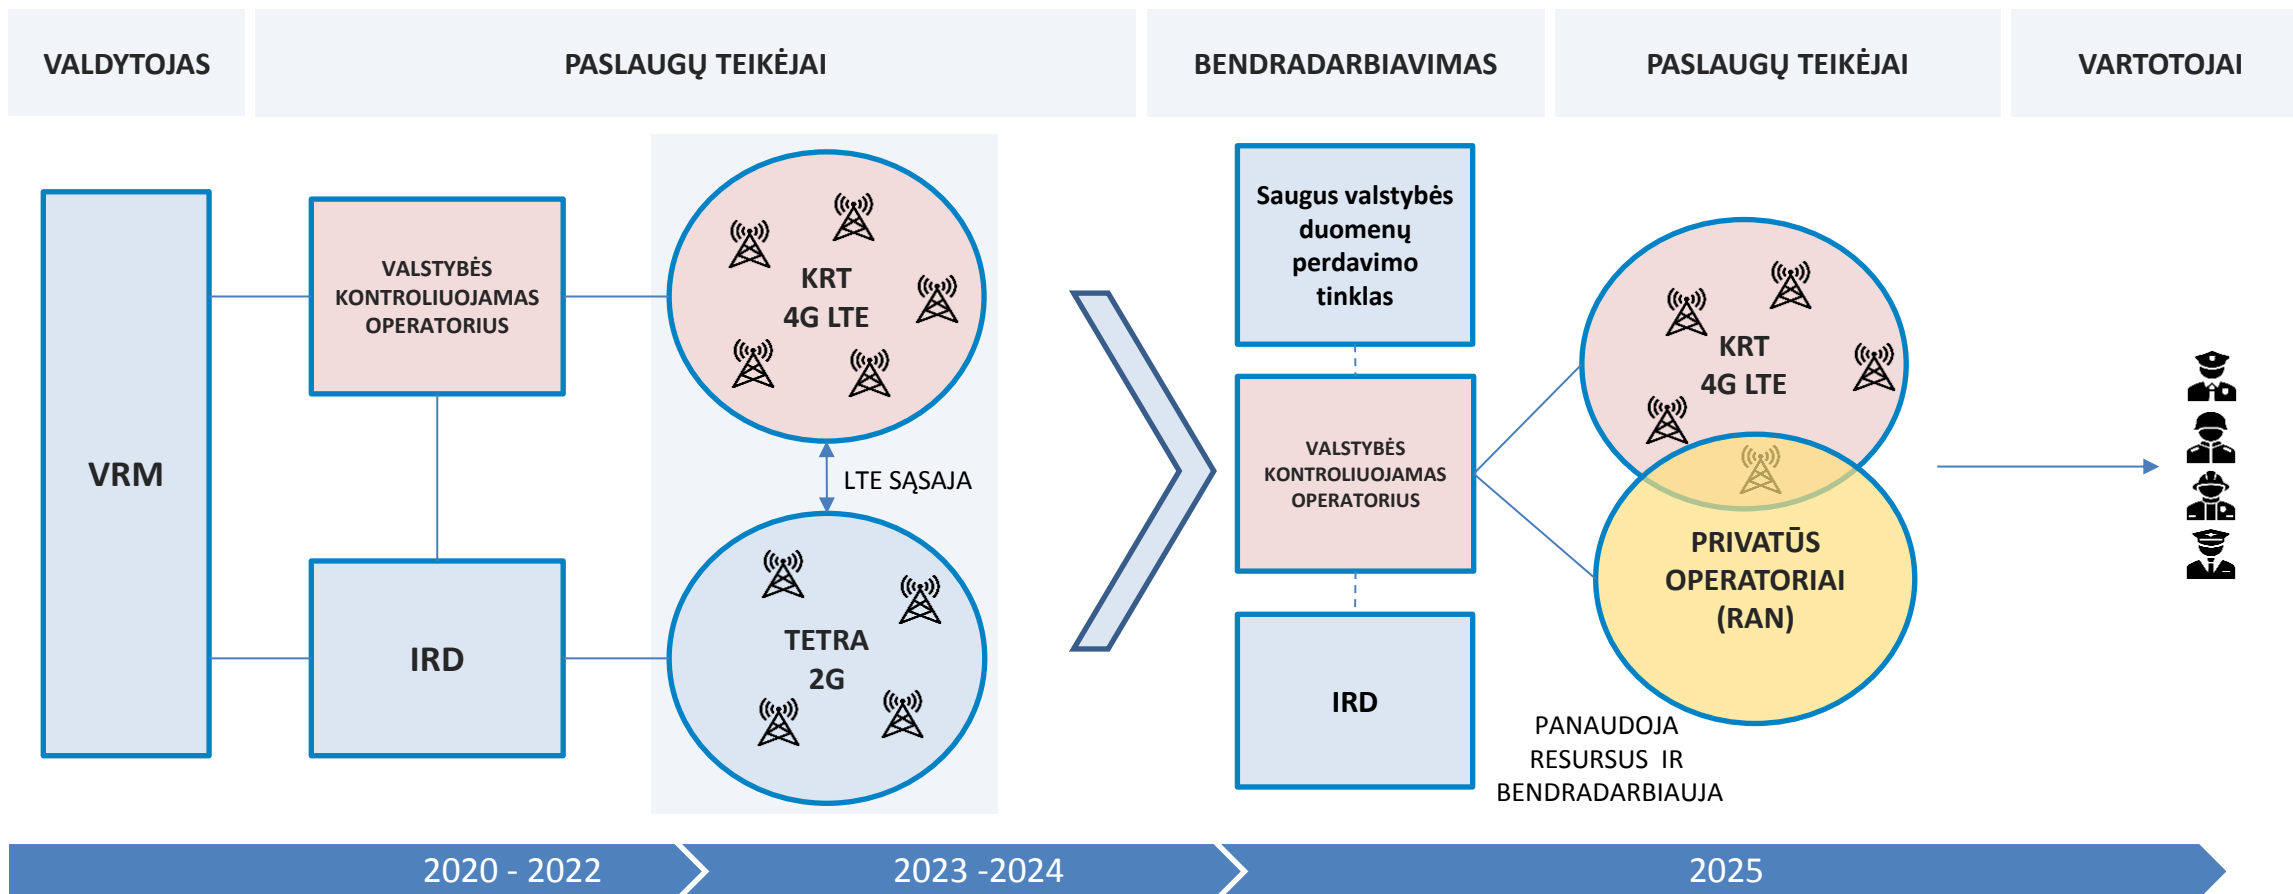 VALDYTOJAS
PASLAUGŲ TEIKĖJAI
BENDRADARBIAVIMAS
PASLAUGŲ TEIKĖJAI
VARTOTOJAI
VRM
VALSTYBĖS
KONTROLIUOJAMAS
OPERATORIUS
IRD
KRT
4G LTE
LTE SĄSAJA
TETRA
2G
Saugus valstybės
duomenų
perdavimo
tinklas
VALSTYBĖS
KONTROLIUOJAMAS
OPERATORIUS
IRD
KRT
4G LTE
PRIVATŪS
OPERATORIAI
(RAN)
PANAUDOJA
RESURSUS IR
BENDRADARBIAUJA
2020 - 2022
2023 -2024
2025